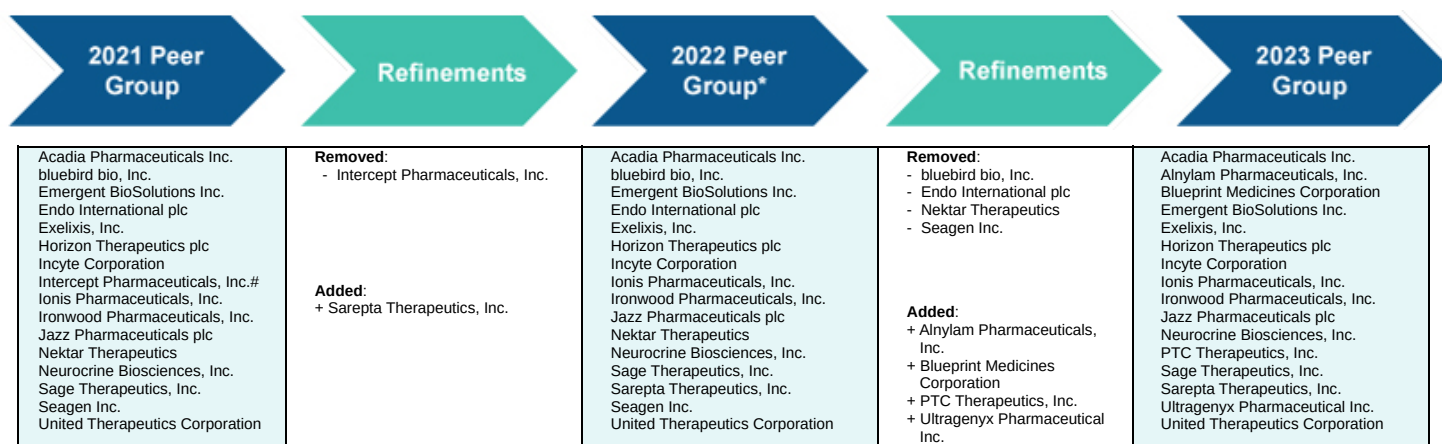 2021 Peer
Group
Refinements
2022 Peer
Group*
Refinements
2023 Peer
Group
Acadia Pharmaceuticals Inc.
bluebird bio, Inc.
Emergent BioSolutions Inc.
Endo International plc
Exelixis, Inc.
Horizon Therapeutics plc
Incyte Corporation
Intercept Pharmaceuticals, Inc.#
Ionis Pharmaceuticals, Inc.
Ironwood Pharmaceuticals, Inc.
Jazz Pharmaceuticals plc
Nektar Therapeutics
Neurocrine Biosciences, Inc.
Sage Therapeutics, Inc.
Seagen Inc.
United Therapeutics Corporation
Removed:
- Intercept Pharmaceuticals, Inc.
Added:
+ Sarepta Therapeutics, Inc.
Acadia Pharmaceuticals Inc.
bluebird bio, Inc.
Emergent BioSolutions Inc.
Endo International plc
Exelixis, Inc.
Horizon Therapeutics plc
Incyte Corporation
Ionis Pharmaceuticals, Inc.
Ironwood Pharmaceuticals, Inc.
Jazz Pharmaceuticals plc
Nektar Therapeutics
Neurocrine Biosciences, Inc.
Sage Therapeutics, Inc.
Sarepta Therapeutics, Inc.
Seagen Inc.
United Therapeutics Corporation
Removed:
- bluebird bio, Inc.
- Endo International plc
- Nektar Therapeutics
- Seagen Inc.
Added:
+ Alnylam Pharmaceuticals,
Inc.
+ Blueprint Medicines
Corporation
+ PTC Therapeutics, Inc.
+ Ultragenyx Pharmaceutical
Inc.
Acadia Pharmaceuticals Inc.
Alnylam Pharmaceuticals, Inc.
Blueprint Medicines Corporation
Emergent BioSolutions Inc.
Exelixis, Inc.
Horizon Therapeutics plc
Incyte Corporation
Ionis Pharmaceuticals, Inc.
Ironwood Pharmaceuticals, Inc.
Jazz Pharmaceuticals plc
Neurocrine Biosciences, Inc.
PTC Therapeutics, Inc.
Sage Therapeutics, Inc.
Sarepta Therapeutics, Inc.
Ultragenyx Pharmaceutical Inc.
United Therapeutics Corporation